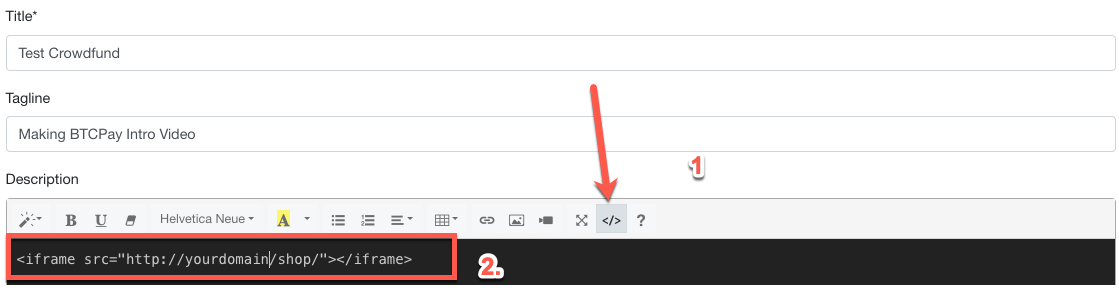 Title*
Test Crowdfund
Tagline
Making BTCPay Intro Video
1
Description
B U Helvetica Neue A </> ?
<iframe src="http://yourdomain/shop/"></iframe>
2.